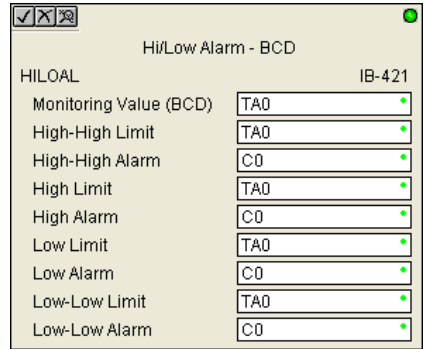 Hi/Low Alarm - BCD
HILOAL IB-421
Monitoring Value (BCD) TA0
High-High Limit TA0
High-High Alarm C0
High Limit TA0
High Alarm C0
Low Limit TA0
Low Alarm C0
Low-Low Limit TA0
Low-Low Alarm C0